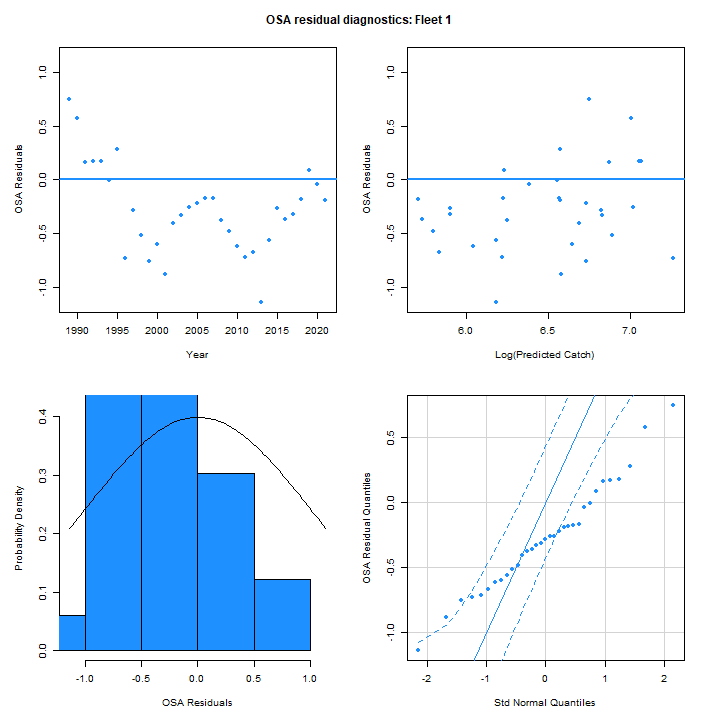 OSA residual diagnostics: Fleet 1
OSA Residuals
1.0
0.5
0.0
-0.5
-1.0
1990 1995 2000 2005 2010 2015 2020
Year
OSA Residuals
1.0
0.5
0.0
-0.5
-1.0
6.0 6.5 7.0
Log(Predicted Catch)
Probability Density
0.4
0.3
0.2
0.1
0.0
-1.0 -0.5 0.0 0.5 1.0
OSA Residuals
OSA Residual Quantiles
0.5
0.0
-0.5
-1.0
-2 -1 0 1 2
Std Normal Quantiles